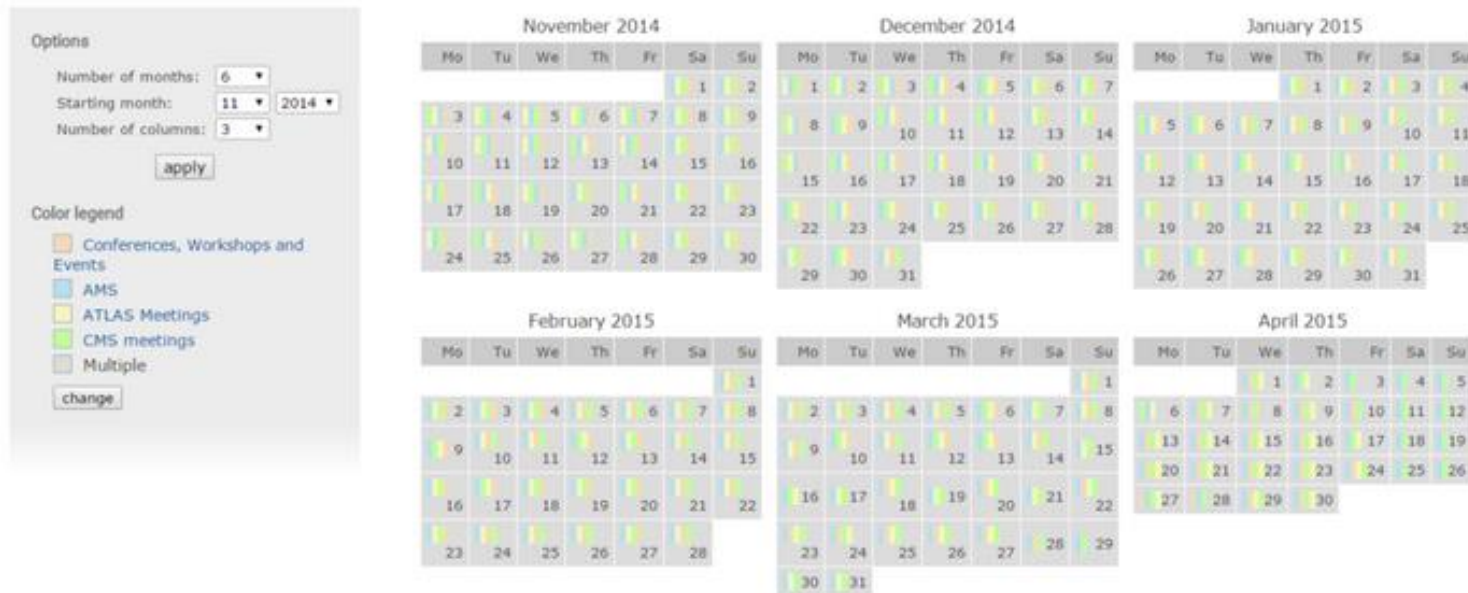 Options
Number of months: 6
Starting month: 11 2014
Number of columns: 3
apply
Color legend
Conferences, Workshops and
Events
AMS
ATLAS Meetings
CMS meetings
Multiple
change
November 2014
Mo Tu We Th Fr Sa Su
1 2
3 4 5 6 7 8 9
10 11 12 13 14 15 16
17 18 19 20 21 22 23
24 25 26 27 28 29 30
December 2014
Mo Tu We Th Fr Sa Su
1 2 3 4 5 6 7
8 9 10 11 12 13 14
15 16 17 18 19 20 21
22 23 24 25 26 27 28
29 30 31
January 2015
Mo Tu We Th Fr Sa Su
1 2 3 4
5 6 7 8 9 10 11
12 13 14 15 16 17 18
19 20 21 22 23 24 25
26 27 28 29 30 31
February 2015
Mo Tu We Th Fr Sa Su
1
2 3 4 5 6 7 8
9 10 11 12 13 14 15
16 17 18 19 20 21 22
23 24 25 26 27 28
March 2015
Mo Tu We Th Fr Sa Su
1
2 3 4 5 6 7 8
9 10 11 12 13 14 15
16 17 18 19 20 21 22
23 24 25 26 27 28 29
30 31
April 2015
Mo Tu We Th Fr Sa Su
1 2 3 4 5
6 7 8 9 10 11 12
13 14 15 16 17 18 19
20 21 22 23 24 25 26
27 28 29 30